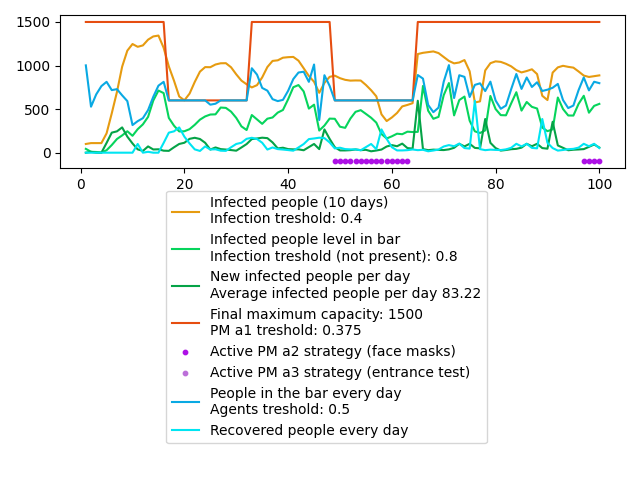 1500
1000
500
0
0
20
40
60
80
100
Infected people (10 days)
Infection treshold: 0.4
Infected people level in bar
Infection treshold (not present): 0.8
New infected people per day
Average infected people per day 83.22
Final maximum capacity: 1500
PM a1 treshold: 0.375
Active PM a2 strategy (face masks)
Active PM a3 strategy (entrance test)
People in the bar every day
Agents treshold: 0.5
Recovered people every day